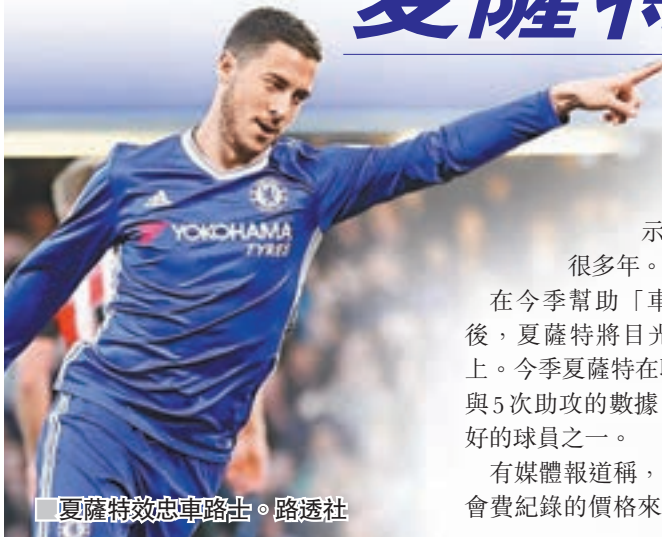 夏薩特
YOKOHAMA
TYRES
示
很多年。
在今季幫助「車
後，夏薩特將目光
上。今季夏薩特在
與5次助攻的數據
好的球員之一。
有媒體報道稱，
會費紀錄的價格來
夏薩特效忠車路士。路透社